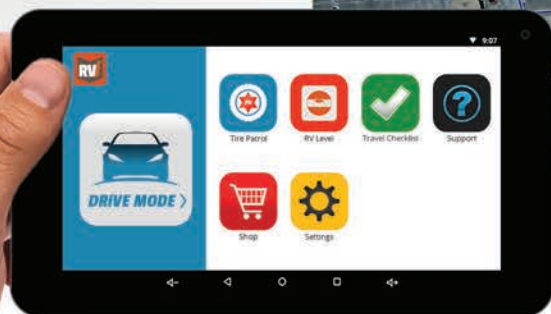 9:07
RV
DRIVE MODE
Tire Patrol
RV Level
Travel Checklist
Support
?
Shop
Settings